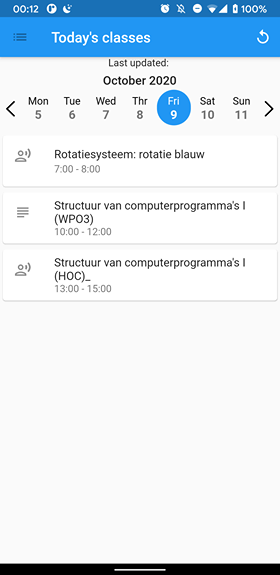 00:12 100%
Today's classes
Last updated:
October 2020
Mon Tue Wed Thr Fri Sat Sun
5 6 7 8 9 10 11
Rotatiesysteem: rotatie blauw
7:00 - 8:00
Structuur van computerprogramma's I
(WPO3)
10:00 - 12:00
Structuur van computerprogramma's I
(HOC)_
13:00 - 15:00